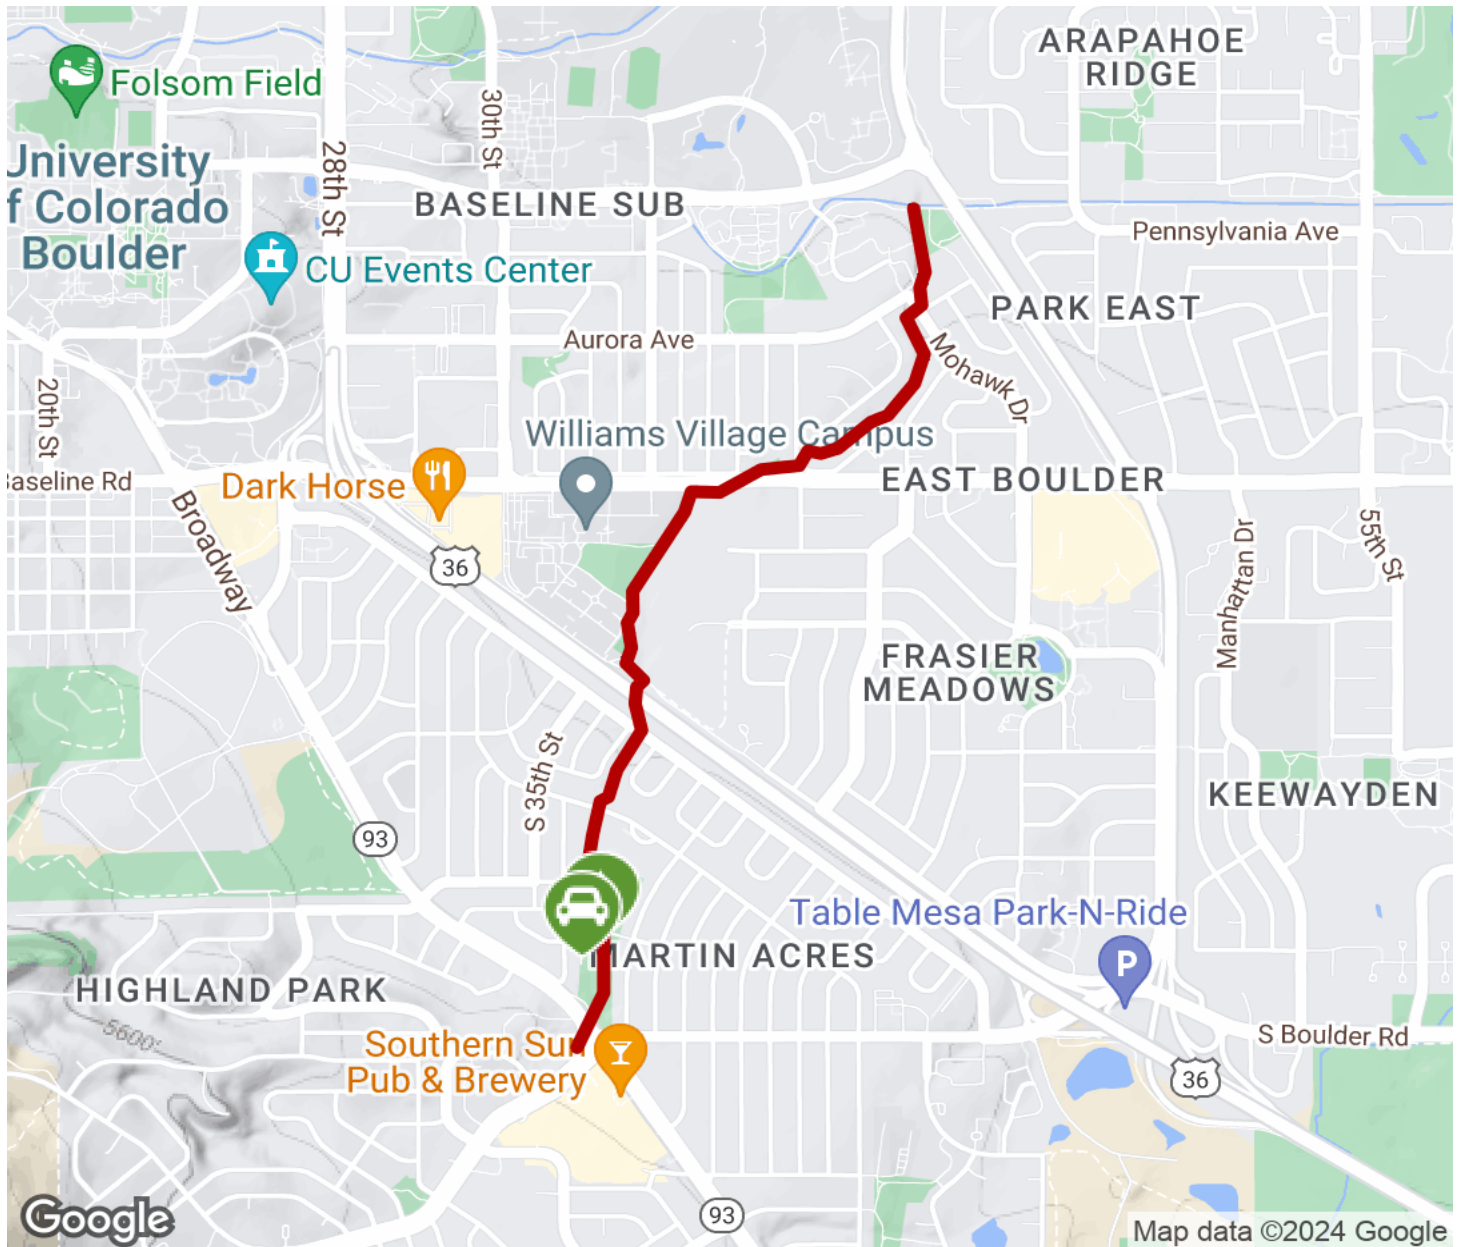 ARAPAHOE
RIDGE
Folsom Field
30th St
28th St
University
f Colorado
Boulder
BASELINE SUB
Pennsylvania Ave
CU Events Center
PARK EAST
Aurora Ave
Mohawk Dr
20th St
Williams Village Campus
Baseline Rd
Dark Horse
EAST BOULDER
Broadway
36
55th St
Manhattan Dr
FRASIER
MEADOWS
S 35th St
KEEWAYDEN
93
Table Mesa Park-N-Ride
P
MARTIN ACRES
HIGHLAND PARK
5600'
Southern Sun
Pub & Brewery
S Boulder Rd
36
93
Google
Map data ©2024 Google